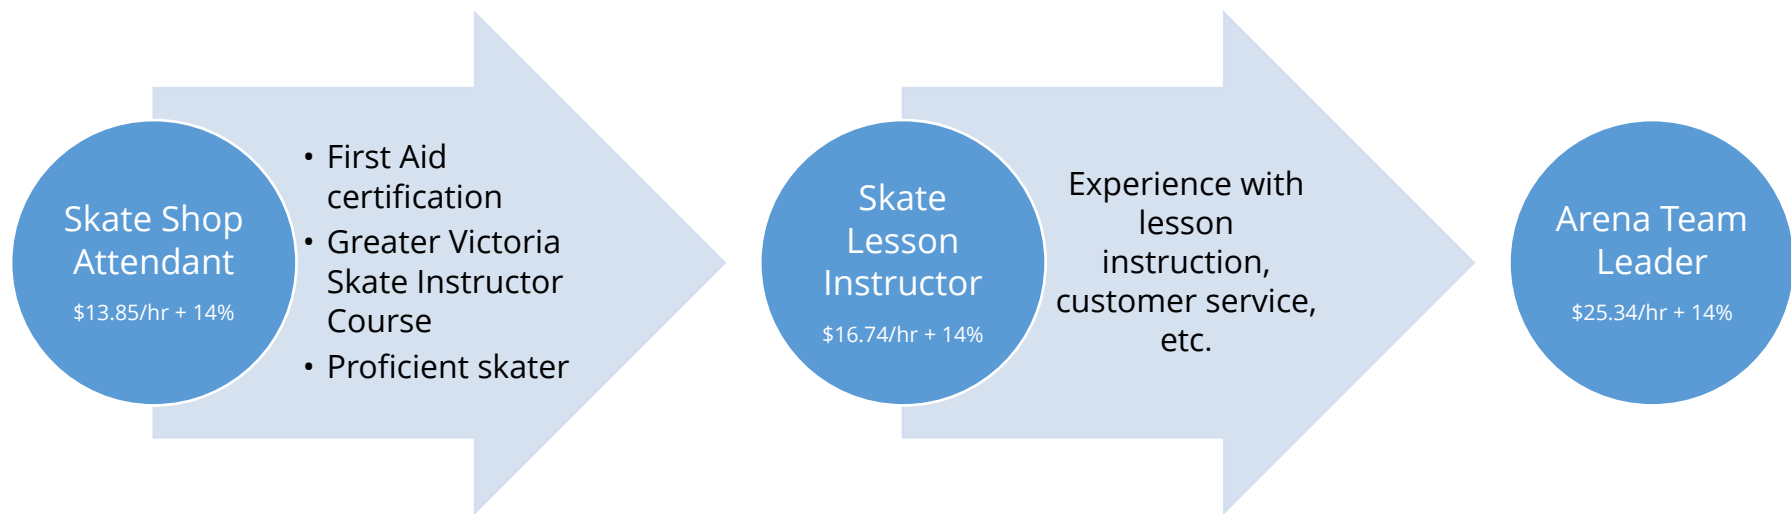 Skate Shop
Attendant
$13.85/hr + 14%
• First Aid
certification
• Greater Victoria
Skate Instructor
Course
• Proficient skater
Skate
Lesson
Instructor
$16.74/hr + 14%
Experience with
lesson
instruction,
customer service,
etc.
Arena Team
Leader
$25.34/hr + 14%